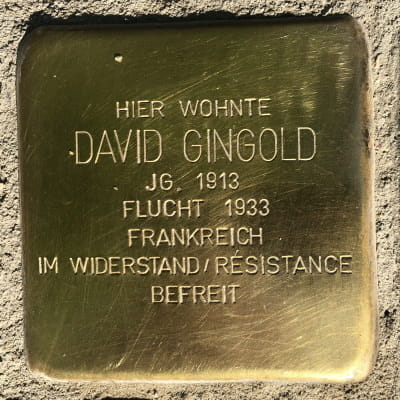 HIER WOHNTE
DAVID GINGOLD
JG. 1913
FLUCHT 1933
FRANKREICH
IM WIDERSTAND/RÉSISTANCE
BEFREIT